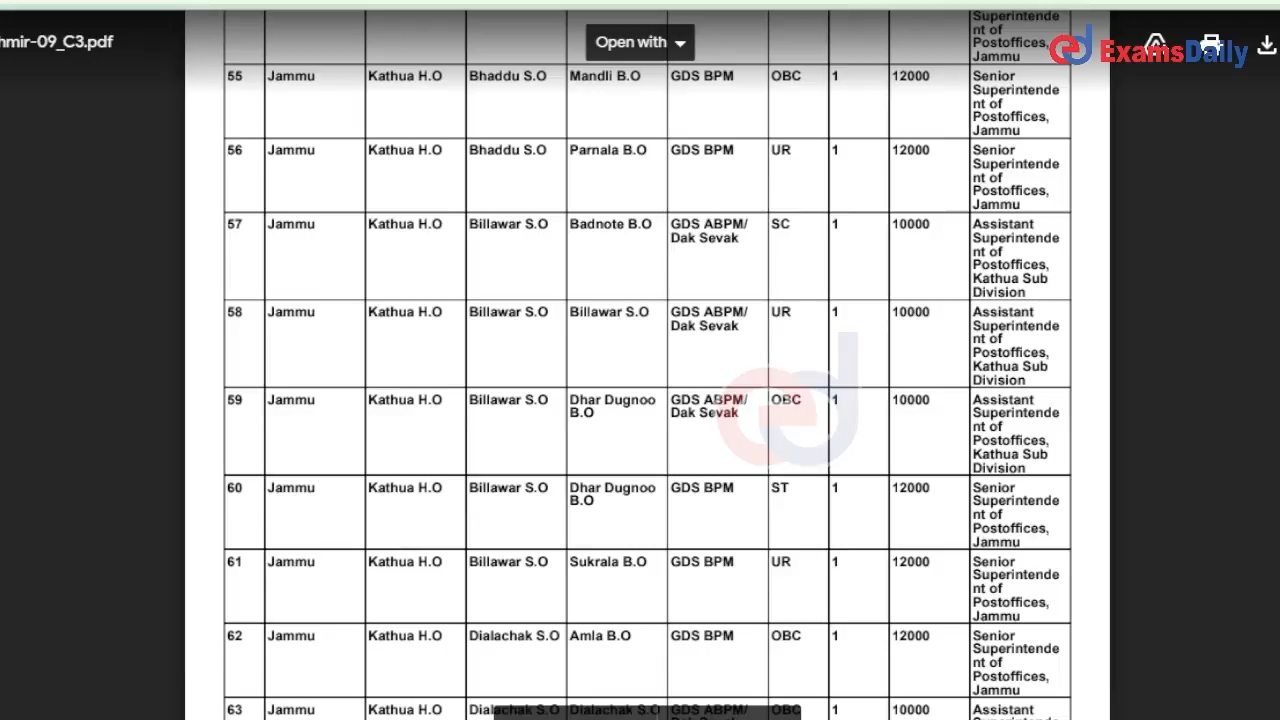 hmir-09_C3.pdf
Open with
ExamsDaily
Superintende
nt of
Postoffices,
Jammu
55 Jammu Kathua H.O Bhaddu S.O Mandli B.O GDS BPM OBC 1 12000 Senior
Superintende
nt of
Postoffices,
Jammu
56 Jammu Kathua H.O Bhaddu S.O Parnala B.O GDS BPM UR 1 12000 Senior
Superintende
nt of
Postoffices,
Jammu
57 Jammu Kathua H.O Billawar S.O Badnote B.O GDS ABPM/ SC 1 10000 Assistant
Dak Sevak Superintende
nt of
Postoffices,
Kathua Sub
Division
58 Jammu Kathua H.O Billawar S.O Billawar S.O GDS ABPM/ UR 1 10000 Assistant
Dak Sevak Superintende
nt of
Postoffices,
Kathua Sub
Division
59 Jammu Kathua H.O Billawar S.O Dhar Dugnoo GDS ABPM/ OBC 1 10000 Assistant
B.O Dak Sevak Superintende
nt of
Postoffices,
Kathua Sub
Division
60 Jammu Kathua H.O Billawar S.O Dhar Dugnoo GDS BPM ST 1 12000 Senior
B.O Superintende
nt of
Postoffices,
Jammu
61 Jammu Kathua H.O Billawar S.O Sukrala B.O GDS BPM UR 1 12000 Senior
Superintende
nt of
Postoffices,
Jammu
62 Jammu Kathua H.O Dialachak S.O Amla B.O GDS BPM OBC 1 12000 Senior
Superintende
nt of
Postoffices,
Jammu
63 Jammu Kathua H.O Dialachak S.O Dialachak S.O GDS ABPM/ OBC 1 10000 Assistant